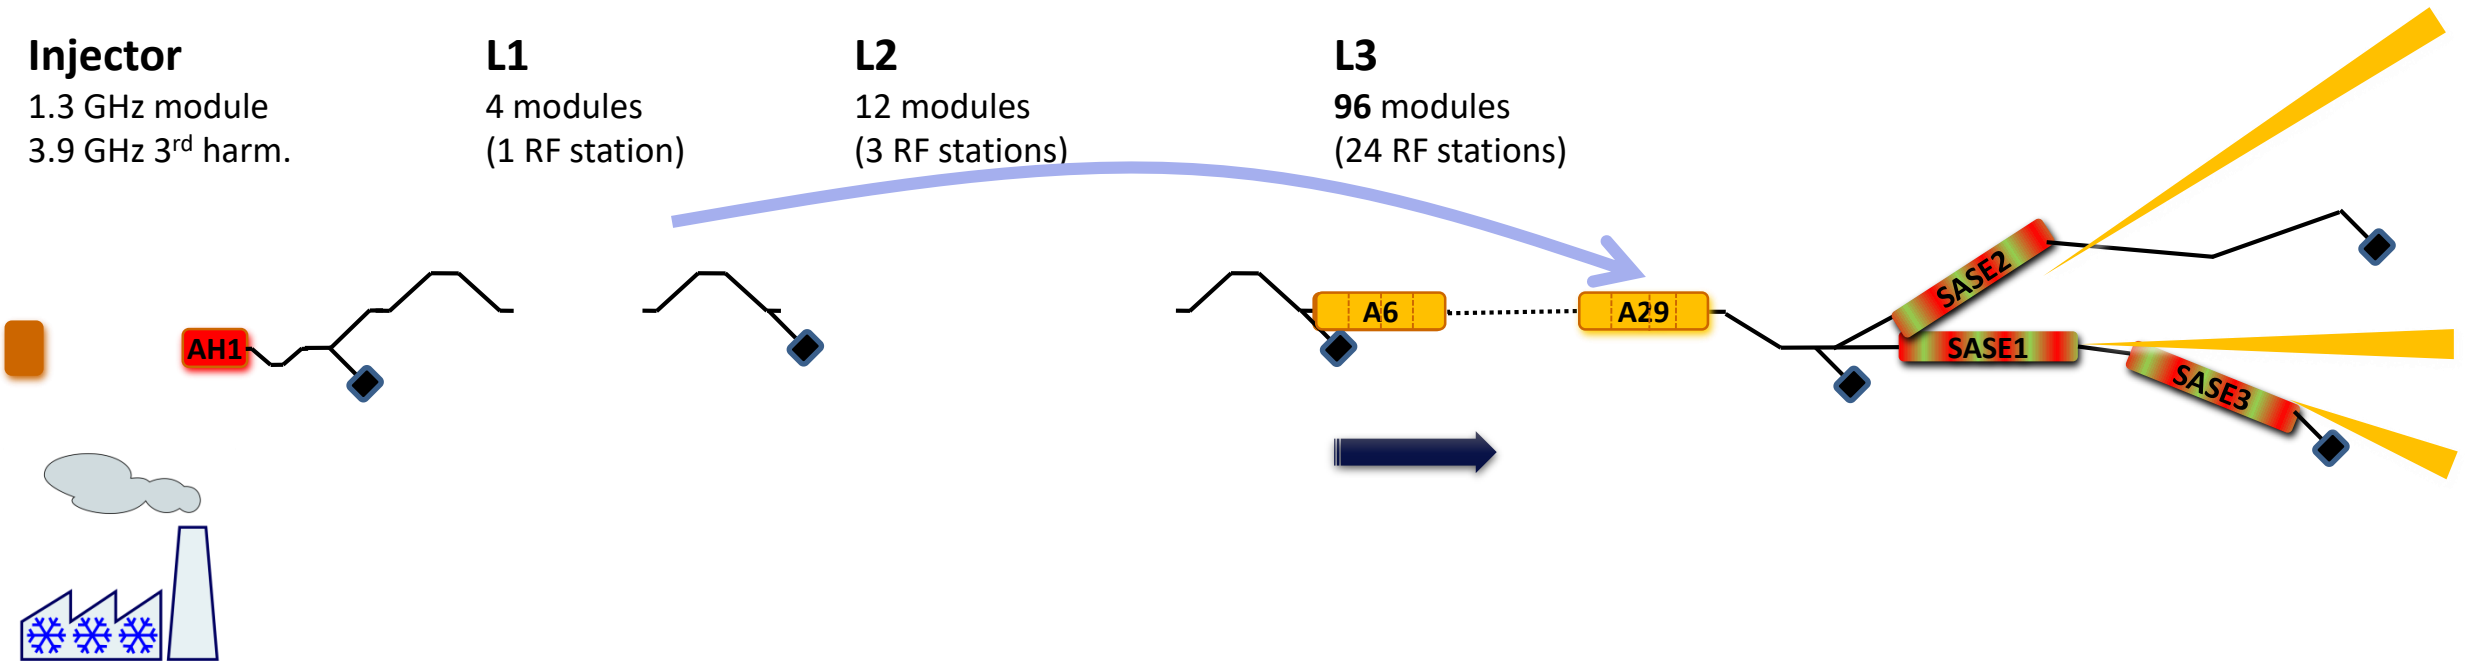 Injector
1.3 GHz module
3.9 GHz 3rd harm.
L1
4 modules
(1 RF station)
L2
12 modules
(3 RF stations)
L3
96 modules
(24 RF stations)
AH1
A6
A29
SASE2
SASE1
SASE3